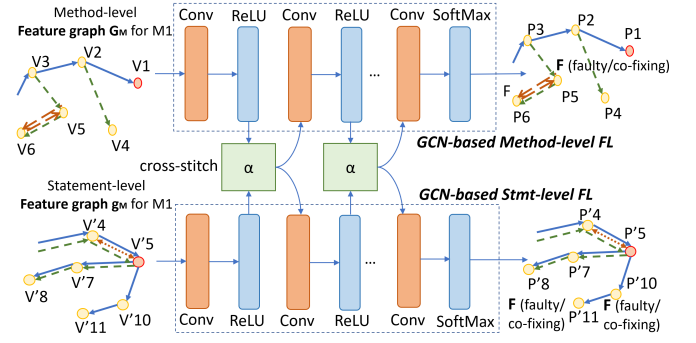 Method-level
Feature graph GM for M1
Conv ReLU Conv ReLU Conv SoftMax
V3 V2 V1
V5
V6 V4
...
P3 P2 P1
F (faulty/co-fixing)
F P5
P6 P4
GCN-based Method-level FL
cross-stitch α α
GCN-based Stmt-level FL
Statement-level
Feature graph gM for M1
V'4 V'5
V'7
V'8
V'11 V'10
...
Conv ReLU Conv ReLU Conv SoftMax
P'4 P'5
P'7
P'8 P'10
F (faulty/ P'11 F (faulty/
co-fixing) co-fixing)